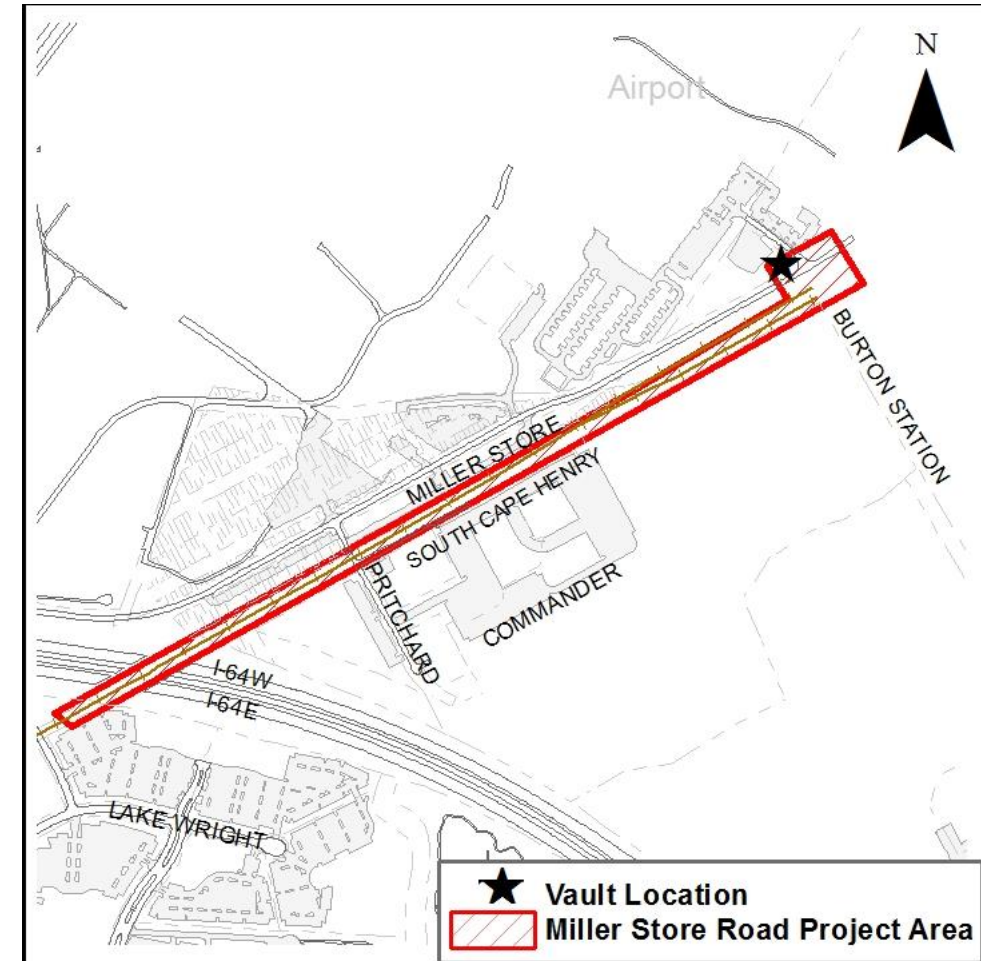 N
Airport
BURTON STATION
MILLER STORE
SOUTH CAPE HENRY
PRITCHARD
COMMANDER
I-64W
I-64E
LAKE WRIGHT
Vault Location
Miller Store Road Project Area